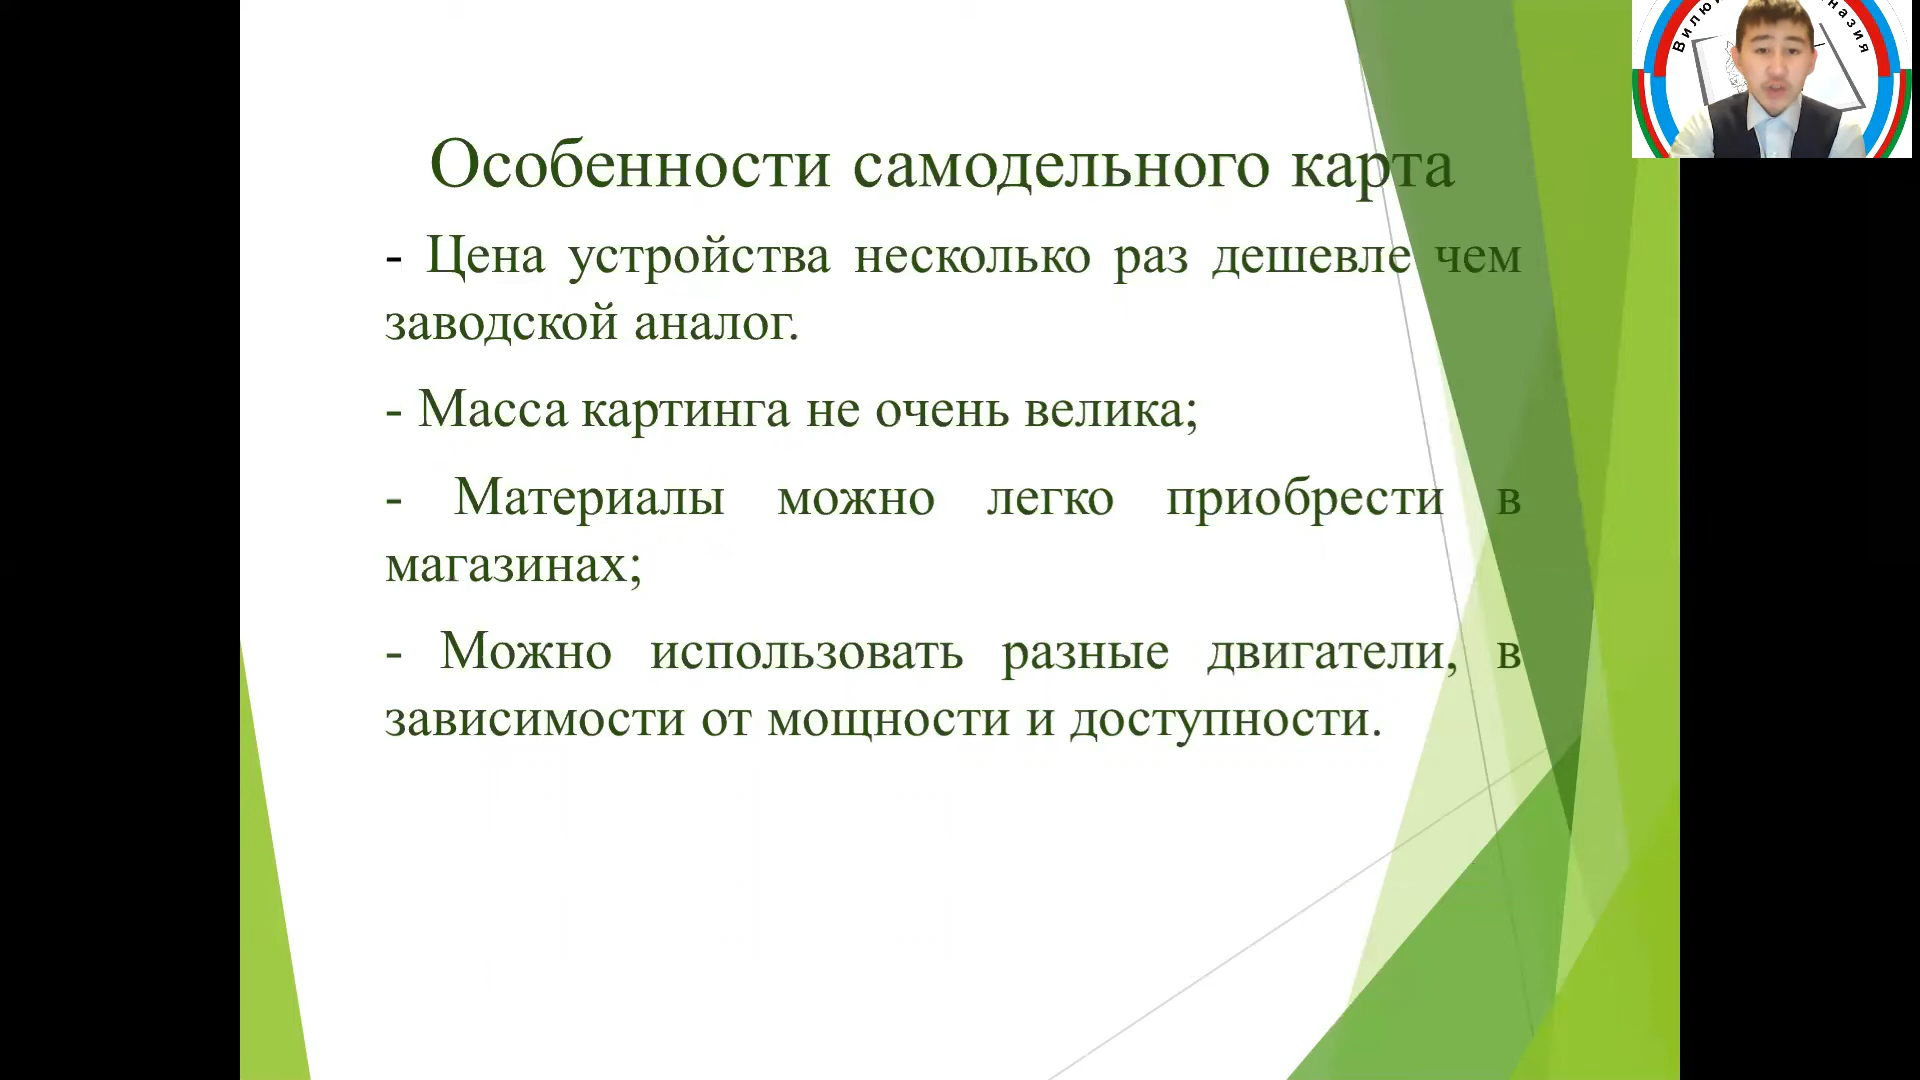 Особенности самодельного карта
- Цена устройства несколько раз дешевле чем
заводской аналог.
- Масса картинга не очень велика;
- Материалы можно легко приобрести в
магазинах;
- Можно использовать разные двигатели, в
зависимости от мощности и доступности.